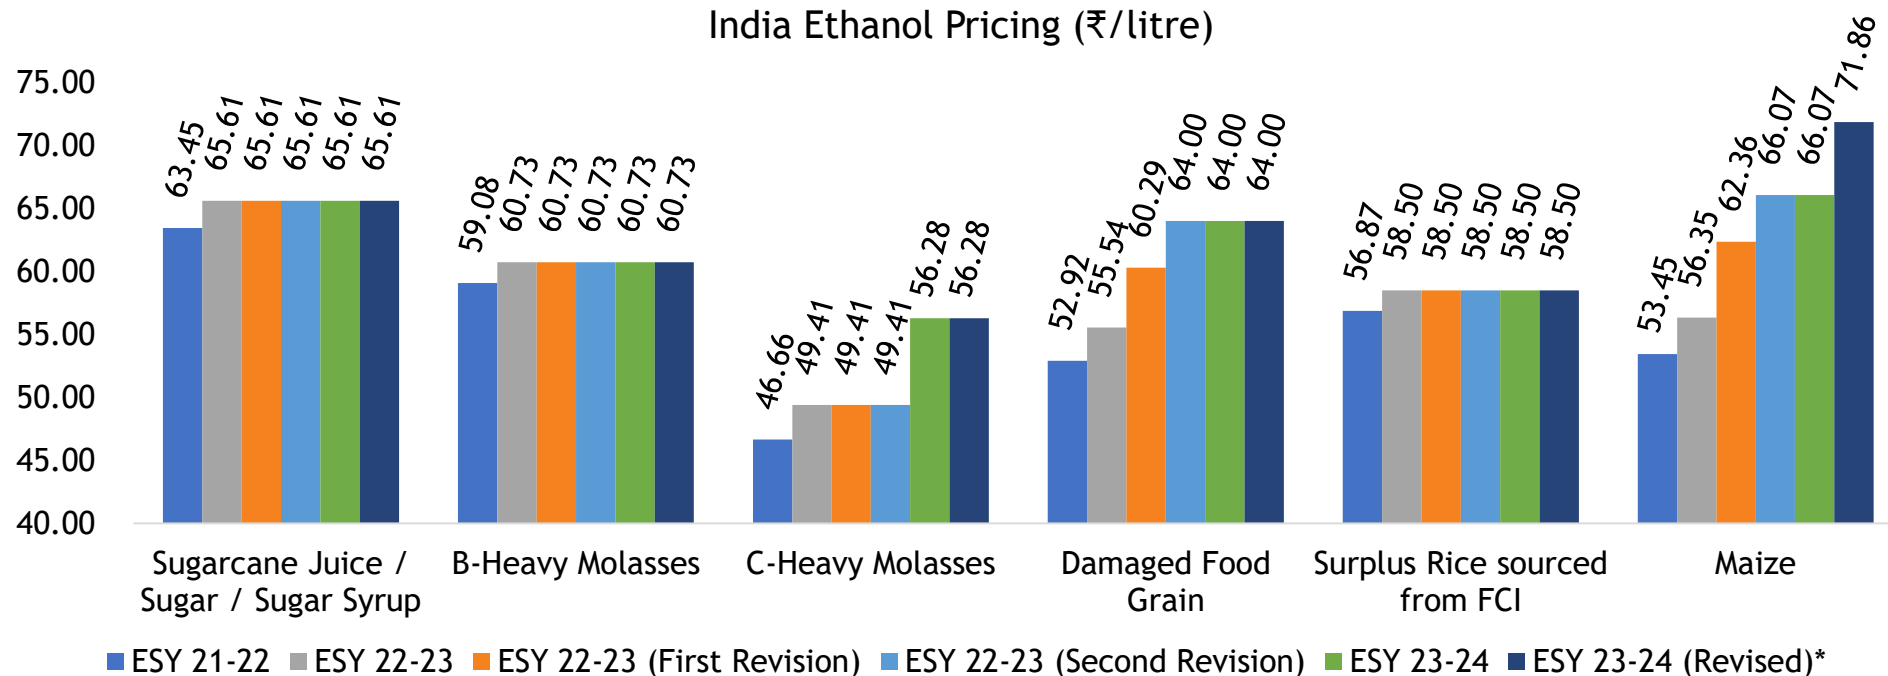 India Ethanol Pricing (₹/litre)
75.00
70.00
65.00
60.00
55.00
50.00
45.00
40.00
63.45
65.61
65.61
65.61
65.61
65.61
59.08
60.73
60.73
60.73
60.73
60.73
46.66
49.41
49.41
49.41
56.28
56.28
52.92
55.54
60.29
64.00
64.00
64.00
56.87
58.50
58.50
58.50
58.50
58.50
53.45
56.35
62.36
66.07
66.07
71.86
Sugarcane Juice /
Sugar / Sugar Syrup
B-Heavy Molasses
C-Heavy Molasses
Damaged Food
Grain
Surplus Rice sourced
from FCI
Maize
ESY 21-22
ESY 22-23
ESY 22-23 (First Revision)
ESY 22-23 (Second Revision)
ESY 23-24
ESY 23-24 (Revised)*